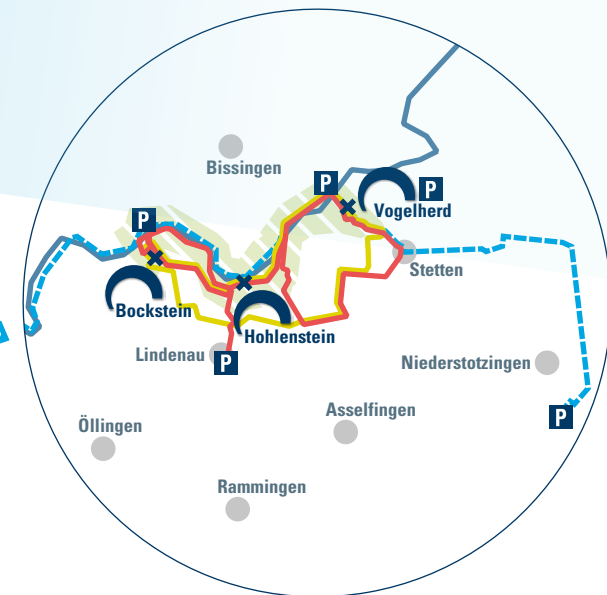 Bissingen
P
P
Vogelherd
P
Stetten
Bockstein
Hohlenstein
Lindenau
P
Niederstotzingen
P
Asselfingen
Öllingen
Rammingen